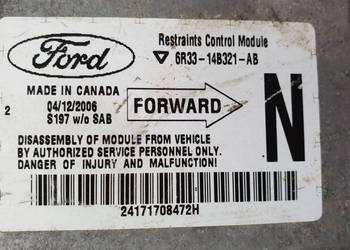 Ford
Restraints Control Module
6R33-14B321-AB
MADE IN CANADA
04/12/2006
S197 w/o SAB
2
FORWARD
N
DISASSEMBLY OF MODULE FROM VEHICLE
BY AUTHORIZED SERVICE PERSONNEL ONLY.
DANGER OF INJURY AND MALFUNCTION.
24171708472H